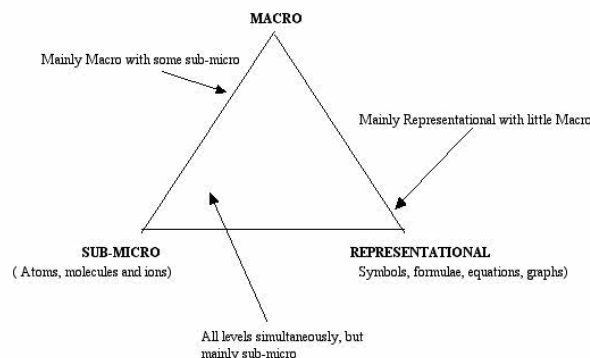 MACRO
Mainly Macro with some sub-micro
Mainly Representational with little Macro
SUB-MICRO
( Atoms, molecules and ions)
REPRESENTATIONAL
Symbols, formulae, equations, graphs)
All levels simultaneously, but
mainly sub-micro